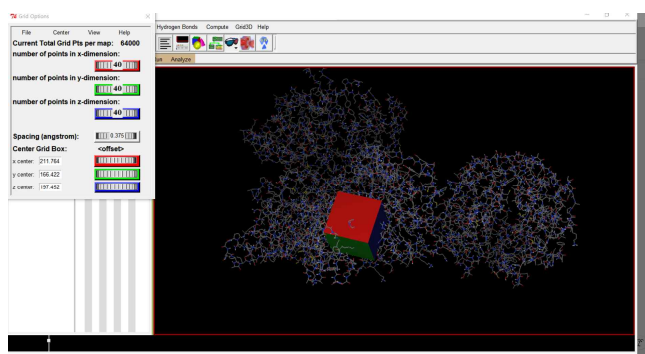 Grid Options
File Center View Help
Current Total Grid Pts per map: 64000
number of points in x-dimension:
40
number of points in y-dimension:
40
number of points in z-dimension:
40
Spacing (angstrom): 0.375
Center Grid Box: <offset>
x center: 211.764
y center: 166.422
z center: 197.452
Hydrogen Bonds Compute Grid3D Help
un Analyze